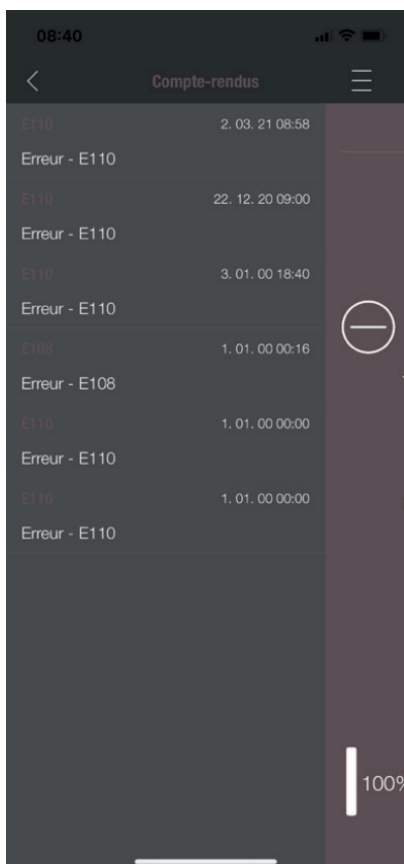 08:40
Compte-rendus
E110 2. 03. 21 08:58
Erreur - E110
E110 22. 12. 20 09:00
Erreur - E110
E110 3. 01. 00 18:40
Erreur - E110
E108 1. 01. 00 00:16
Erreur - E108
E110 1. 01. 00 00:00
Erreur - E110
E110 1. 01. 00 00:00
Erreur - E110
100%